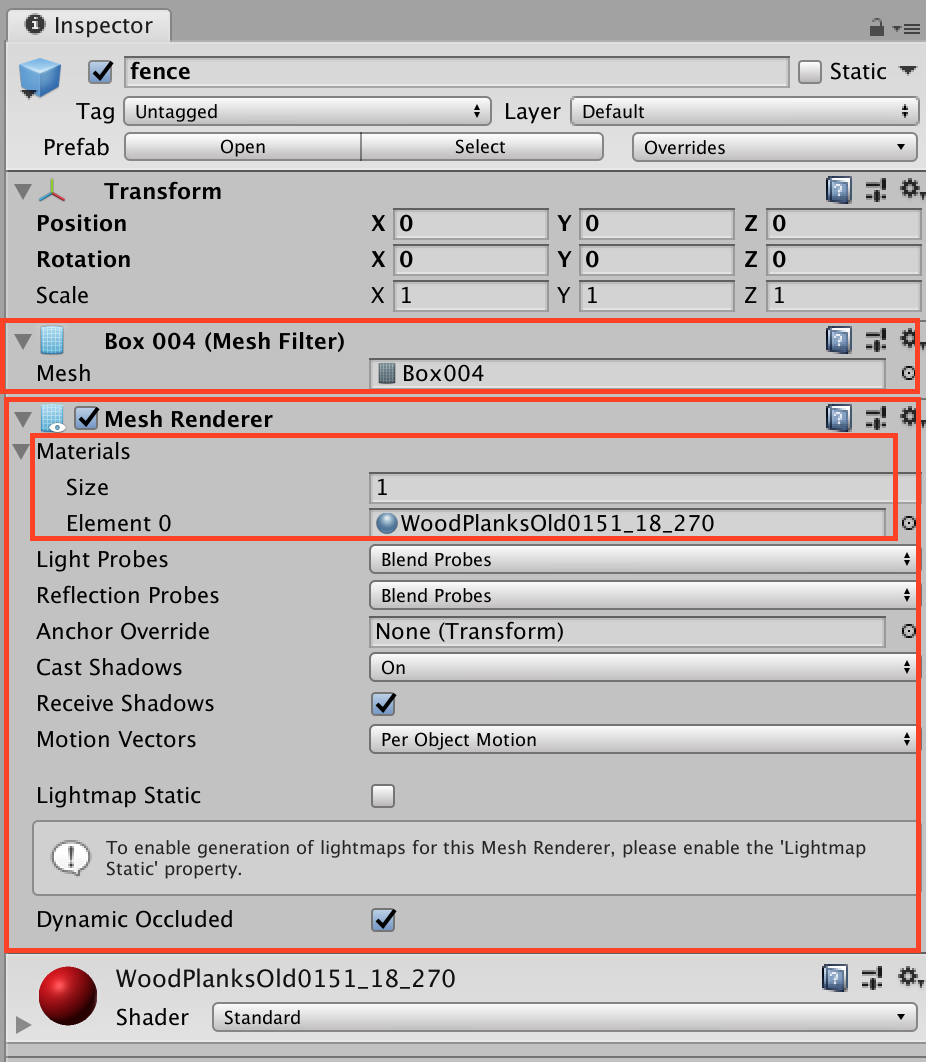 Inspector
fence
Static
Tag Untagged Layer Default
Prefab Open Select Overrides
Transform
Position X 0 Y 0 Z 0
Rotation X 0 Y 0 Z 0
Scale X 1 Y 1 Z 1
Box 004 (Mesh Filter)
Mesh Box004
Mesh Renderer
Materials
Size 1
Element 0 WoodPlanksOld0151_18_270
Light Probes Blend Probes
Reflection Probes Blend Probes
Anchor Override None (Transform)
Cast Shadows On
Receive Shadows
Motion Vectors Per Object Motion
Lightmap Static
To enable generation of lightmaps for this Mesh Renderer, please enable the 'Lightmap
Static' property.
Dynamic Occluded
WoodPlanksOld0151_18_270
Shader Standard